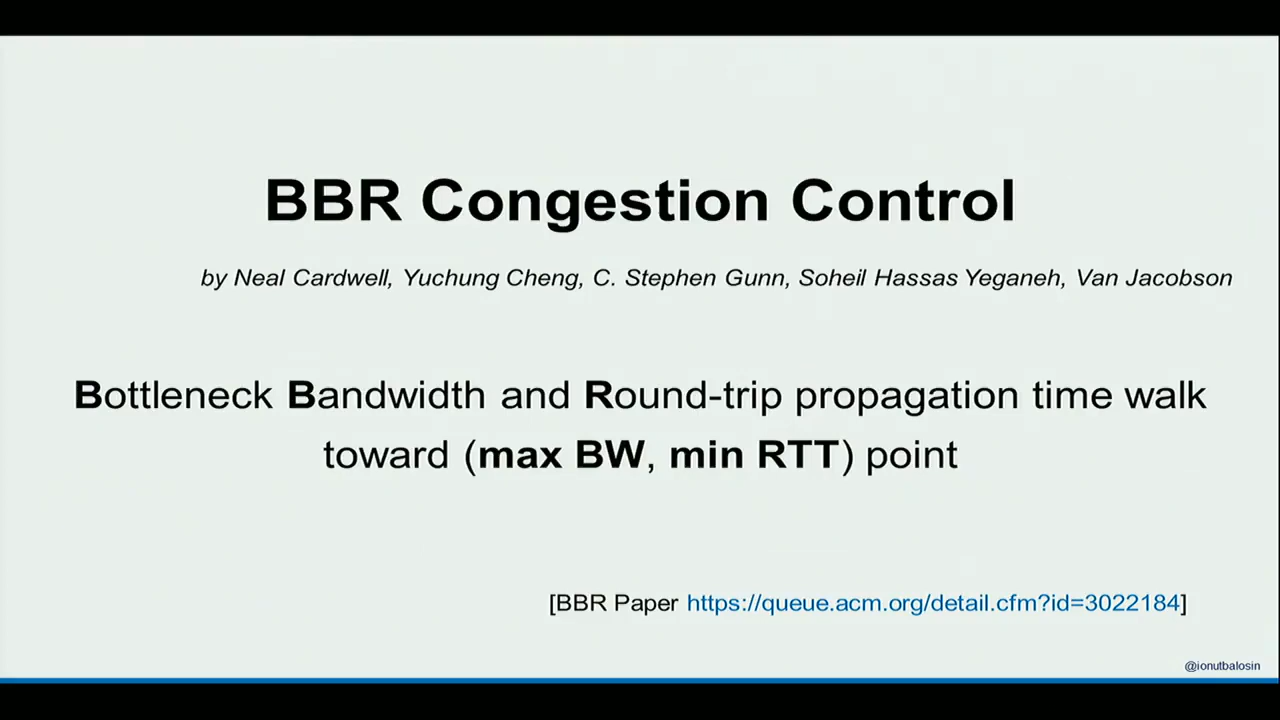 BBR Congestion Control
by Neal Cardwell, Yuchung Cheng, C. Stephen Gunn, Soheil Hassas Yeganeh, Van Jacobson
Bottleneck Bandwidth and Round-trip propagation time walk
toward (max BW, min RTT) point
[BBR Paper https://queue.acm.org/detail.cfm?id=3022184]
@ionutbalosin